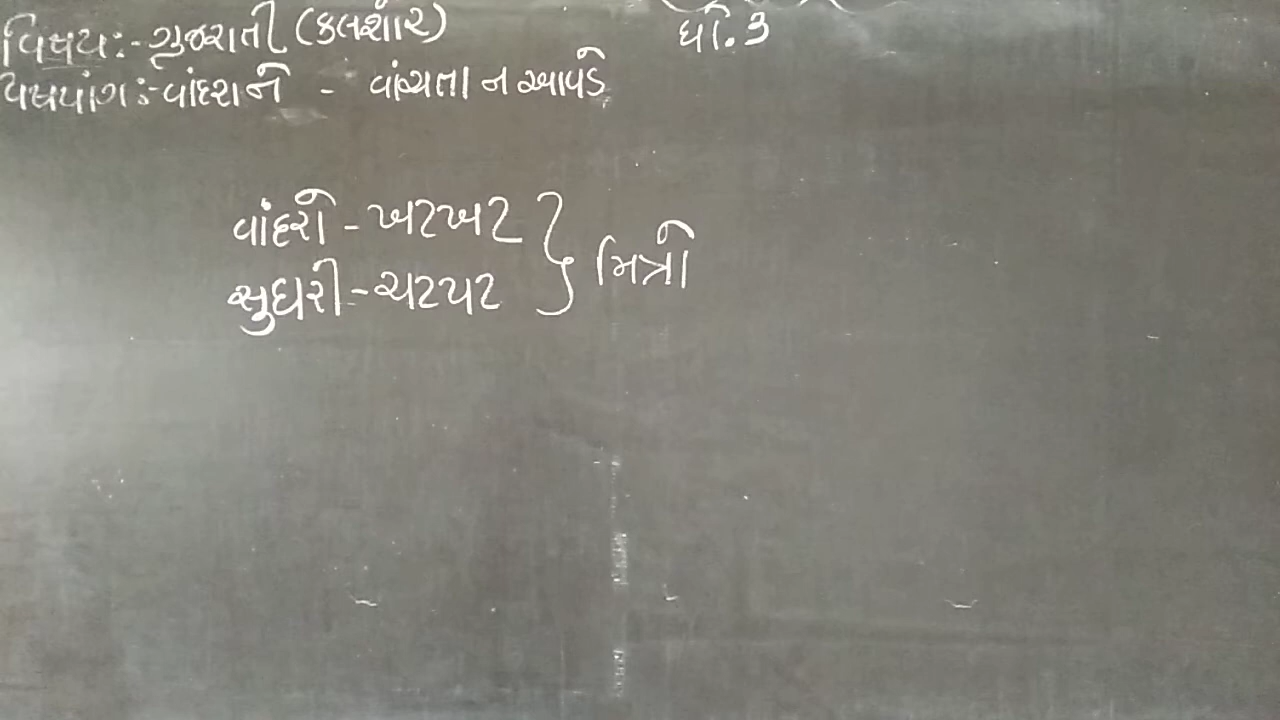 વિષય:- ગુજરાતી (કલશોર) ધો. 3
વિષયાંગ:- વાંદરાને - વાંચતા ન આવડે
વાંદરો - ખટખટ
સુઘરી - ચટપટ
મિત્રો